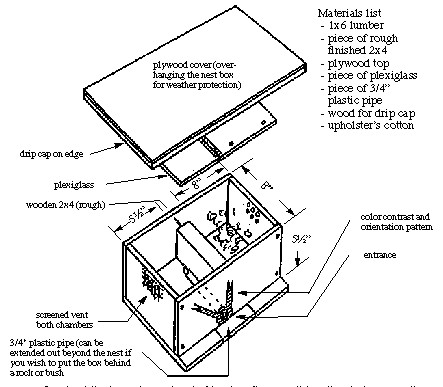 Materials list
- 1x6 lumber
- piece of rough
finished 2x4
- plywood top
- piece of plexiglass
- piece of 3/4"
plastic pipe
- wood for drip cap
- upholster's cotton
plywood cover (over-
hanging the nest box
for weather protection)
drip cap on edge
plexiglass
wooden 2x4 (rough)
8"
6"
5½"
5½"
color contrast and
orientation pattern
entrance
screened vent
both chambers
3/4" plastic pipe (can be
extended out beyond the nest if
you wish to put the box behind
a rock or bush